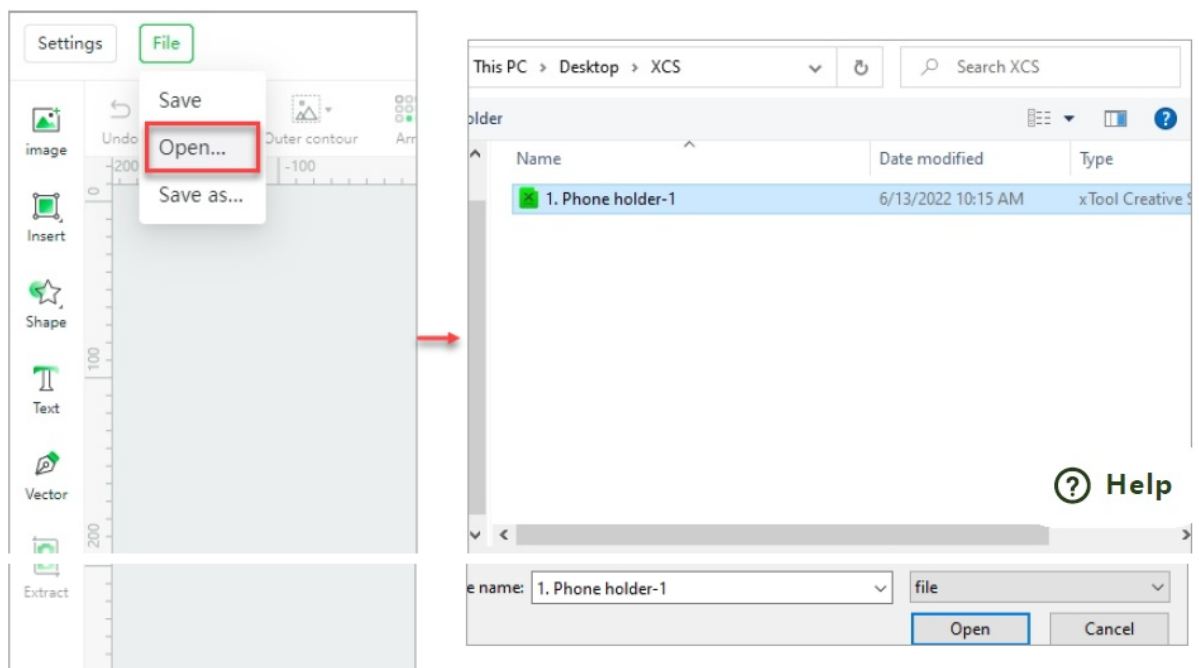 Settings
File
Save
Open...
Save as...
image
Undo
Outer contour
Arr
-200
-100
0
Insert
Shape
100
Text
Vector
200
Extract
This PC > Desktop > XCS
Search XCS
older
Name
Date modified
Type
1. Phone holder-1
6/13/2022 10:15 AM
xTool Creative S
Help
e name:
1. Phone holder-1
file
Open
Cancel